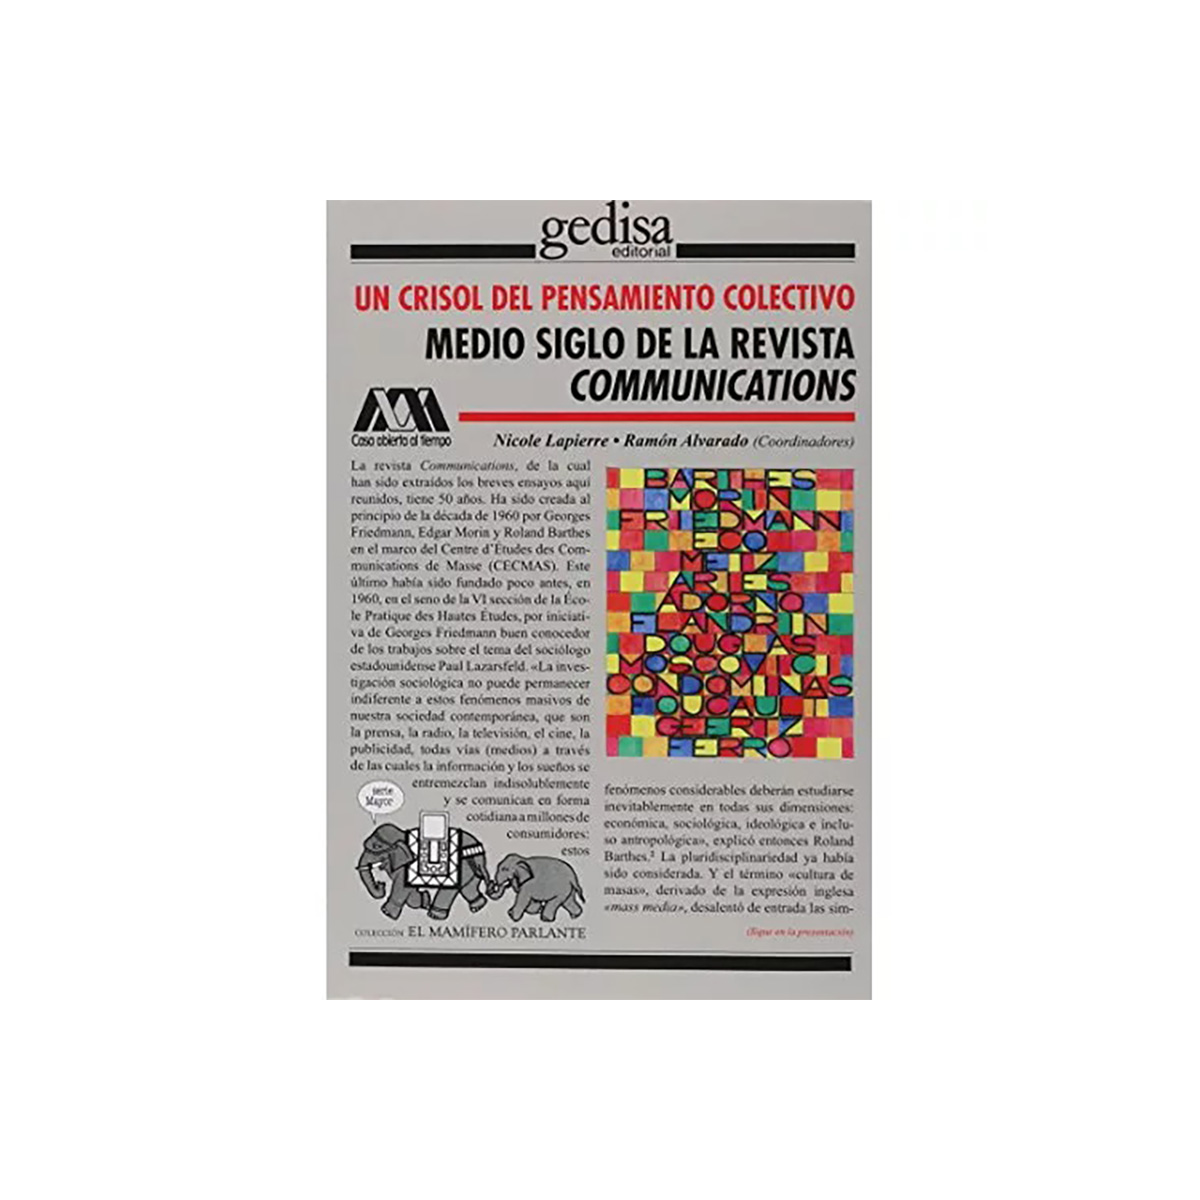 gedisa
editorial
UN CRISOL DEL PENSAMIENTO COLECTIVO
MEDIO SIGLO DE LA REVISTA
COMMUNICATIONS
Casa abierta al tiempo
Nicole Lapierre • Ramón Alvarado (Coordinadores)
La revista Communications, de la cual
han sido extraídos los breves ensayos aquí
reunidos, tiene 50 años. Ha sido creada al
principio de la década de 1960 por Georges
Friedmann, Edgar Morin y Roland Barthes
en el marco del Centre d'Études des Com-
munications de Masse (CECMAS). Este
último había sido fundado poco antes, en
1960, en el seno de la VI sección de la Éco-
le Pratique des Hautes Études, por iniciati-
va de Georges Friedmann buen conocedor
de los trabajos sobre el tema del sociólogo
estadounidense Paul Lazarsfeld. «La inves-
tigación sociológica no puede permanecer
indiferente a estos fenómenos masivos de
nuestra sociedad contemporánea, que son
la prensa, la radio, la televisión, el cine, la
publicidad, todas vías (medios) a través
de las cuales la información y los sueños se
entremezclan indisolublemente
y se comunican en forma
cotidiana a millones de
consumidores:
estos
serie
Mayor
COLECCIÓN EL MAMÍFERO PARLANTE
BARTHES
MORIN
FRIEDMANN
ECO
METZ
ARIES
ADORNO
FLANDRIN
DOUGLAS
MOSCOVICI
CONDOMINAS
FOUCAULT
GEERTZ
FERRO
fenómenos considerables deberán estudiarse
inevitablemente en todas sus dimensiones:
económica, sociológica, ideológica e inclu-
so antropológica», explicó entonces Roland
Barthes.² La pluridisciplinariedad ya había
sido considerada. Y el término «cultura de
masas», derivado de la expresión inglesa
«mass media», desalentó de entrada las sim-
(Sigue en la presentación)